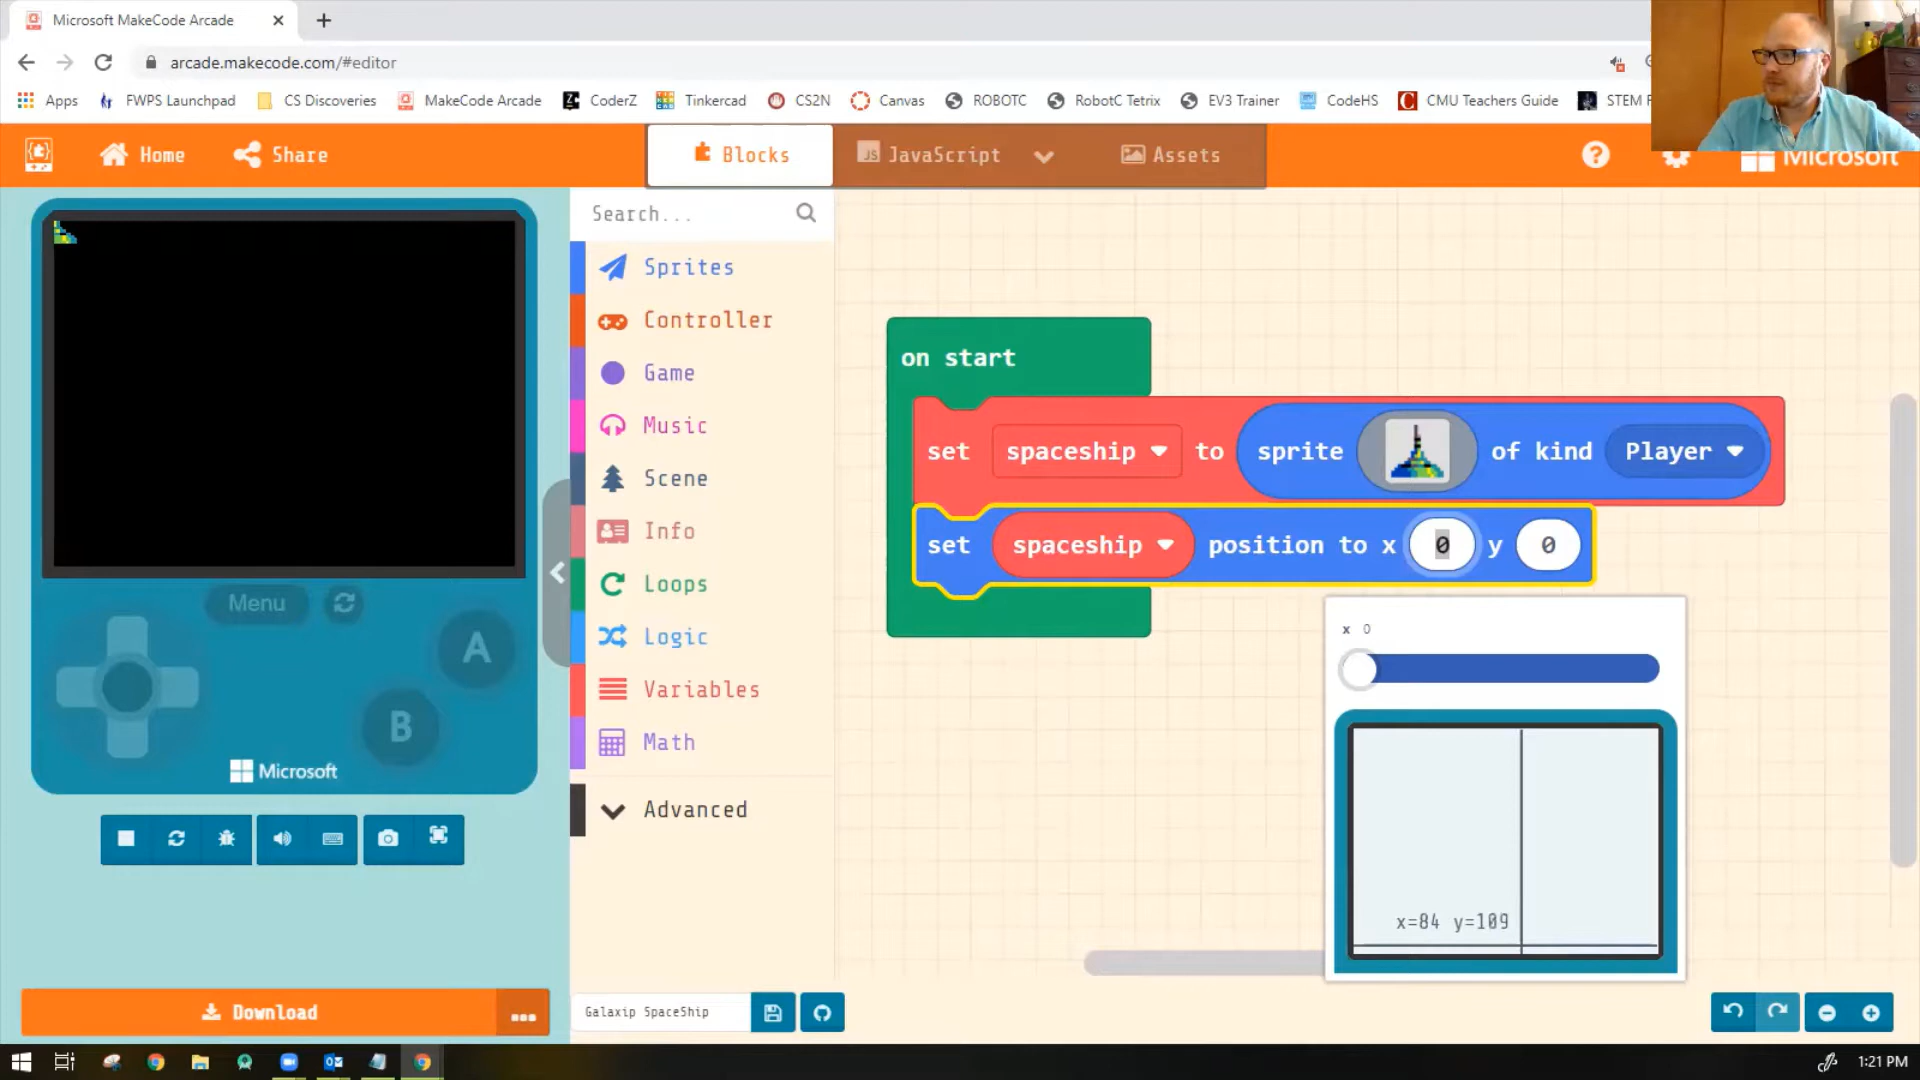 Microsoft MakeCode Arcade
arcade.makecode.com/#editor
Apps
FWPS Launchpad
CS Discoveries
MakeCode Arcade
CoderZ
Tinkercad
CS2N
Canvas
ROBOTC
RobotC Tetrix
EV3 Trainer
CodeHS
CMU Teachers Guide
STEM
Home
Share
Blocks
JS JavaScript
Assets
Microsoft
Search...
Sprites
Controller
Game
Music
Scene
Info
Loops
Logic
Variables
Math
Advanced
on start
set spaceship to sprite of kind Player
set spaceship position to x 0 y 0
x 0
x=84 y=109
Menu
A
B
Microsoft
Download
...
Galaxip SpaceShip
1:21 PM